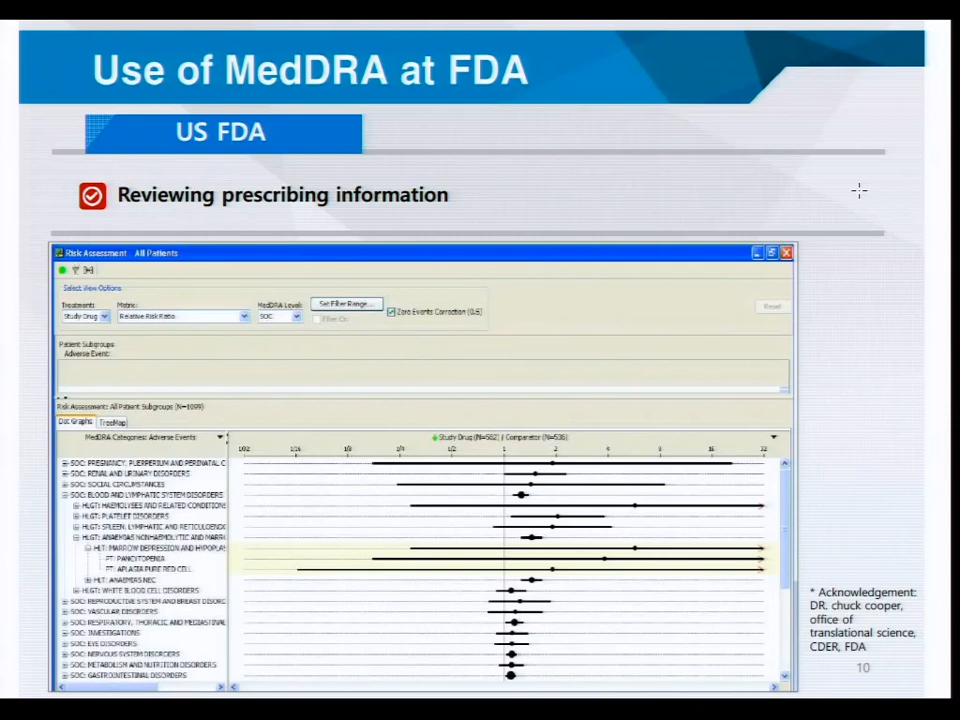 Use of MedDRA at FDA
US FDA
Reviewing prescribing information
Risk Assessment All Patients
Select View Options
Treatments: Metric: MedDRA Level: Set Filter Range...
Study Drug Relative Risk Ratio SOC Zero Events Correction (0.5) Reset
Filter On
Patient Subgroups
Adverse Event:
Risk Assessment: All Patient Subgroups (N=1099)
Dot Graphs TreeMap
MedDRA Categories: Adverse Events Study Drug (N=562) / Comparator (N=536)
1/32 1/16 1/8 1/4 1/2 1 2 4 8 16 32
SOC: PREGNANCY, PUERPERIUM AND PERINATAL C
SOC: RENAL AND URINARY DISORDERS
SOC: SOCIAL CIRCUMSTANCES
SOC: BLOOD AND LYMPHATIC SYSTEM DISORDERS
HLGT: HAEMOLYSES AND RELATED CONDITIONS
HLGT: PLATELET DISORDERS
HLGT: SPLEEN, LYMPHATIC AND RETICULOENDO
HLGT: ANAEMIAS NONHAEMOLYTIC AND MARR
HLT: MARROW DEPRESSION AND HYPOPLAS
PT: PANCYTOPENIA
PT: APLASIA PURE RED CELL
HLT: ANAEMIAS NEC
HLGT: WHITE BLOOD CELL DISORDERS
SOC: REPRODUCTIVE SYSTEM AND BREAST DISORD
SOC: VASCULAR DISORDERS
SOC: RESPIRATORY, THORACIC AND MEDIASTINAL
SOC: INVESTIGATIONS
SOC: EYE DISORDERS
SOC: NERVOUS SYSTEM DISORDERS
SOC: METABOLISM AND NUTRITION DISORDERS
SOC: GASTROINTESTINAL DISORDERS
* Acknowledgement:
DR. chuck cooper,
office of
translational science,
CDER, FDA
10